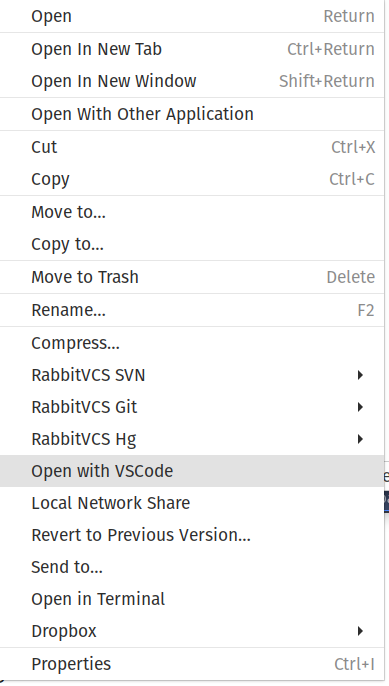 Open Return
Open In New Tab Ctrl+Return
Open In New Window Shift+Return
Open With Other Application
Cut Ctrl+X
Copy Ctrl+C
Move to...
Copy to...
Move to Trash Delete
Rename... F2
Compress...
RabbitVCS SVN
RabbitVCS Git
RabbitVCS Hg
Open with VSCode
Local Network Share
Revert to Previous Version...
Send to...
Open in Terminal
Dropbox
Properties Ctrl+I